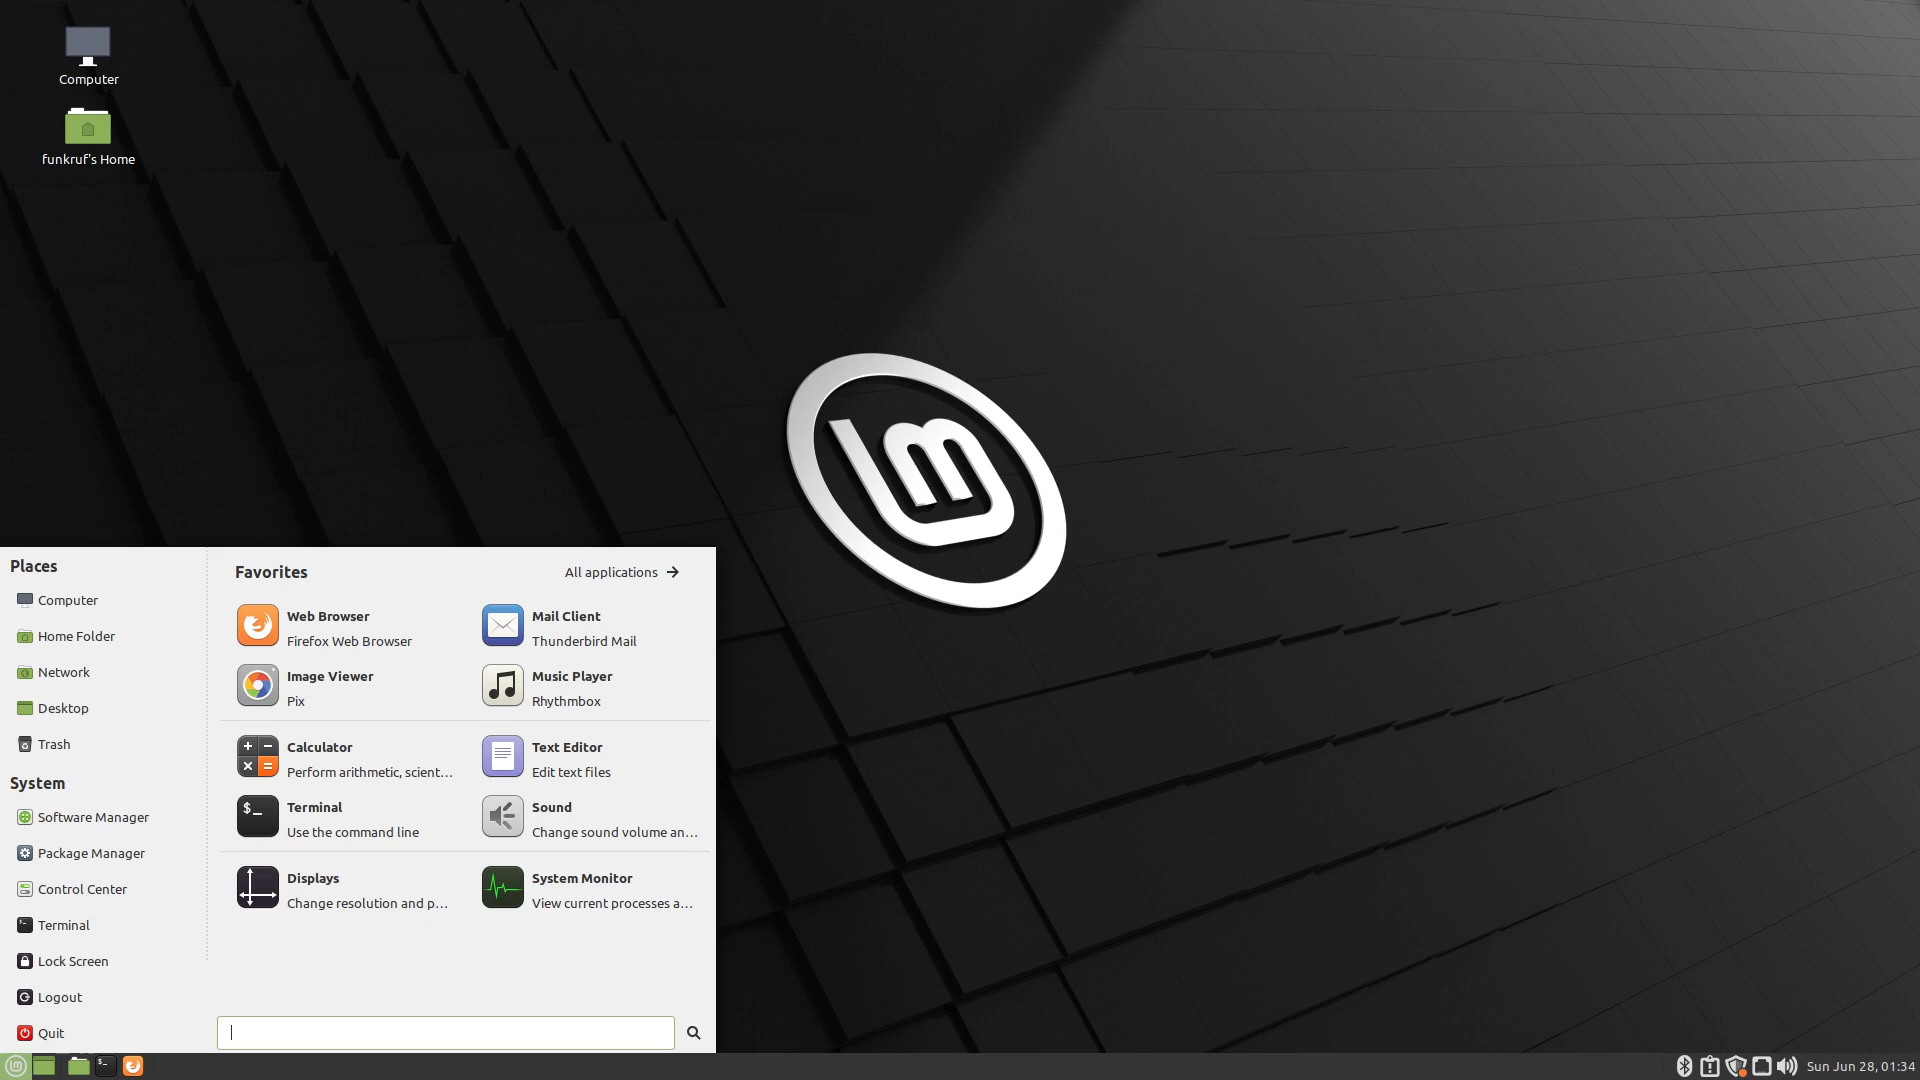 Computer
funkruf's Home
Places
Computer
Home Folder
Network
Desktop
Trash
System
Software Manager
Package Manager
Control Center
Terminal
Lock Screen
Logout
Quit
Favorites
All applications
Web Browser
Firefox Web Browser
Mail Client
Thunderbird Mail
Image Viewer
Pix
Music Player
Rhythmbox
Calculator
Perform arithmetic, scient...
Text Editor
Edit text files
Terminal
Use the command line
Sound
Change sound volume an...
Displays
Change resolution and p...
System Monitor
View current processes a...
Sun Jun 28, 01:34